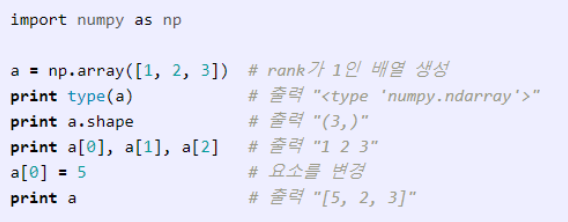 import numpy as np
a = np.array([1, 2, 3])  # rank가 1인 배열 생성
print type(a)            # 출력 "<type 'numpy.ndarray'>"
print a.shape            # 출력 "(3,)"
print a[0], a[1], a[2]   # 출력 "1 2 3"
a[0] = 5                 # 요소를 변경
print a                  # 출력 "[5, 2, 3]"